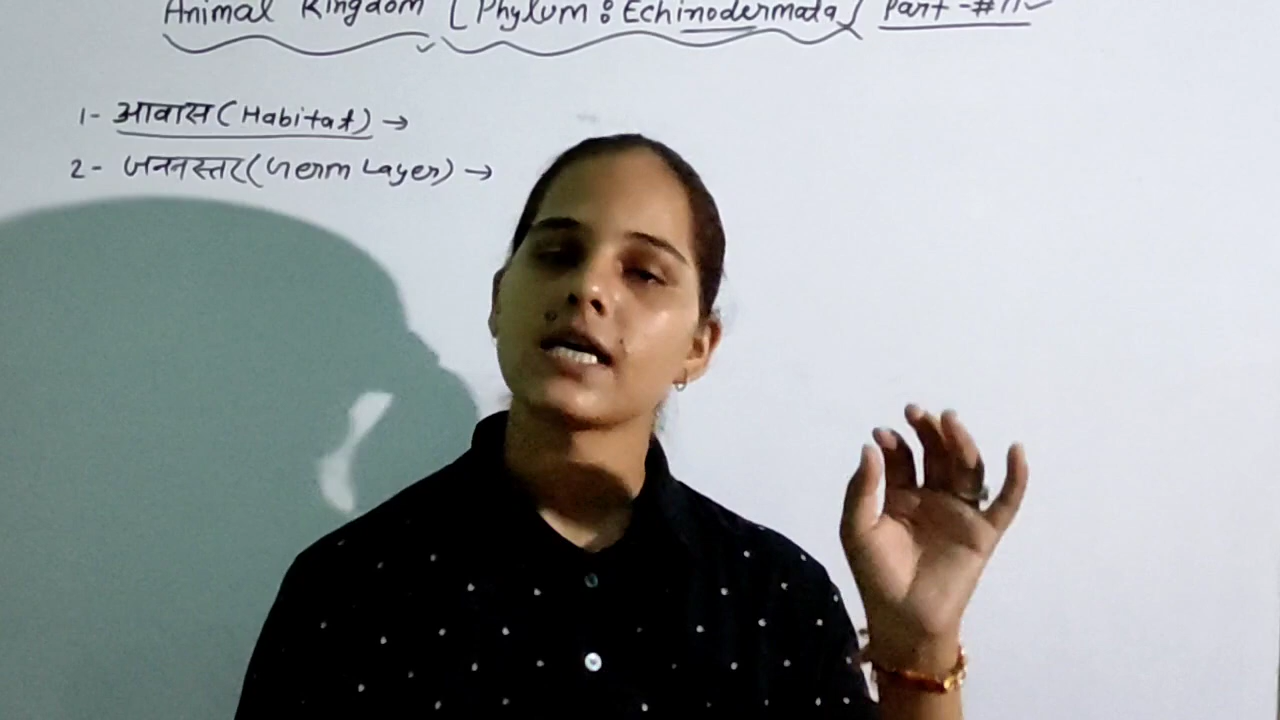 Animal Kingdom [Phylum : Echinodermata] Part -#11
1- आवास (Habitat) →
2- जननस्तर (Germ Layer) →